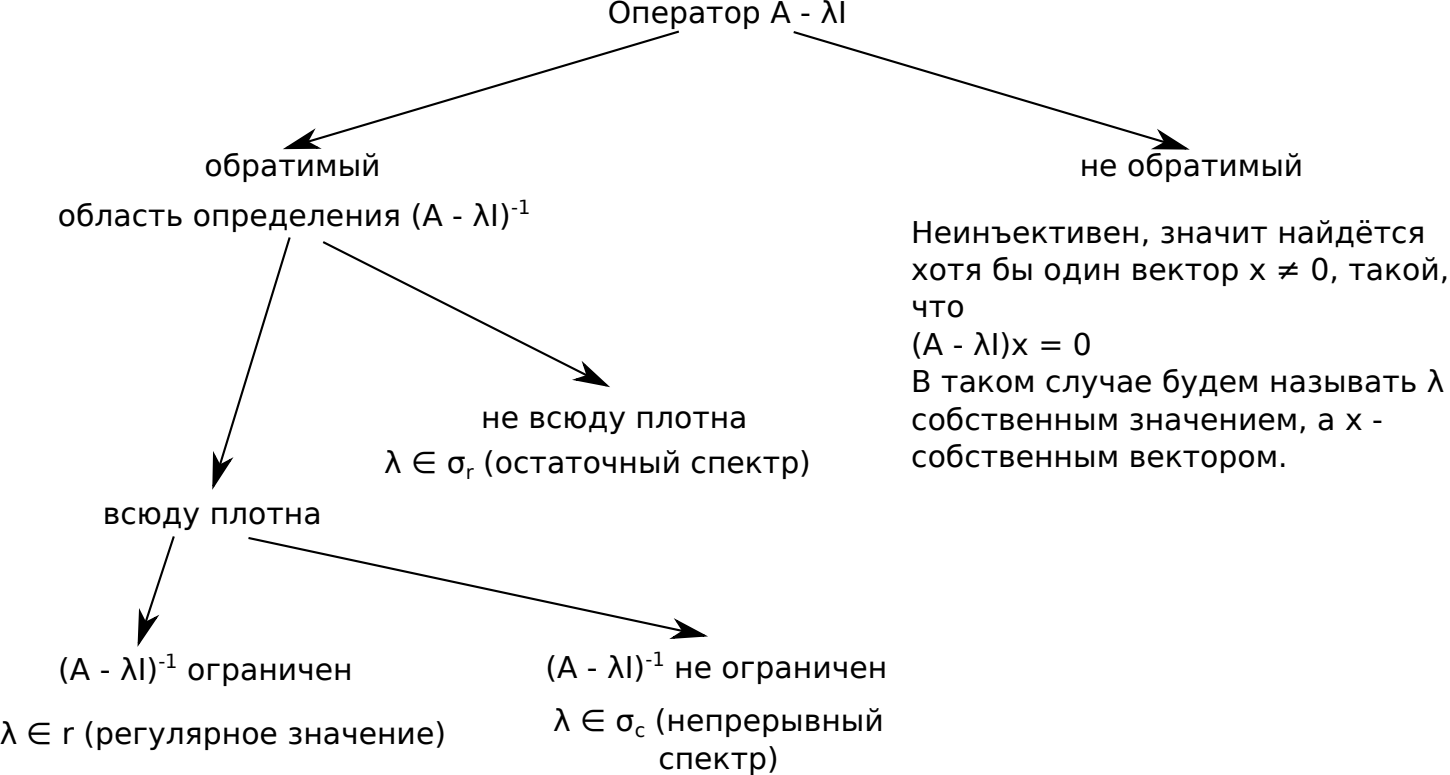 Оператор A - λI
обратимый
не обратимый
область определения (A - λI)⁻¹
Неинъективен, значит найдётся
хотя бы один вектор x ≠ 0, такой,
что
(A - λI)x = 0
В таком случае будем называть λ
собственным значением, а x -
собственным вектором.
не всюду плотна
λ ∈ σᵣ (остаточный спектр)
всюду плотна
(A - λI)⁻¹ ограничен
λ ∈ r (регулярное значение)
(A - λI)⁻¹ не ограничен
λ ∈ σ_c (непрерывный
спектр)